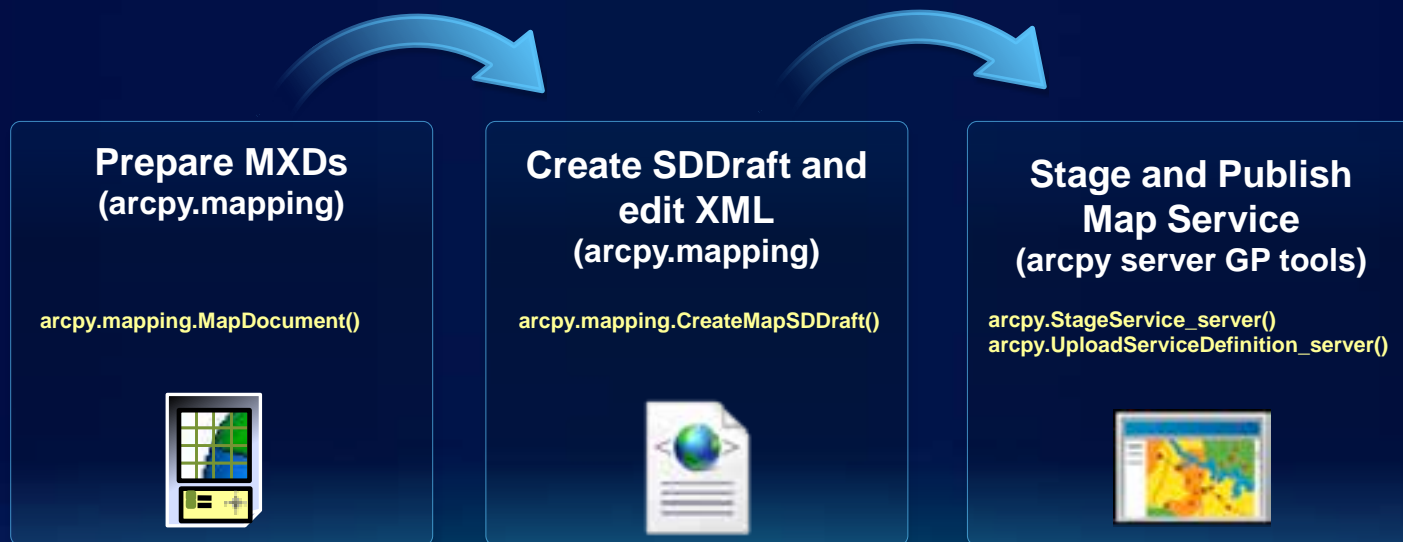 Prepare MXDs
(arcpy.mapping)
arcpy.mapping.MapDocument()
Create SDDraft and
edit XML
(arcpy.mapping)
arcpy.mapping.CreateMapSDDraft()
Stage and Publish
Map Service
(arcpy server GP tools)
arcpy.StageService_server()
arcpy.UploadServiceDefinition_server()